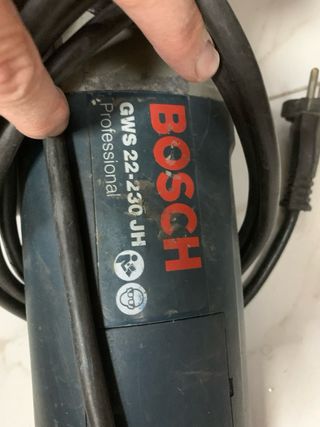 BOSCH
GWS 22-230 JH
Professional